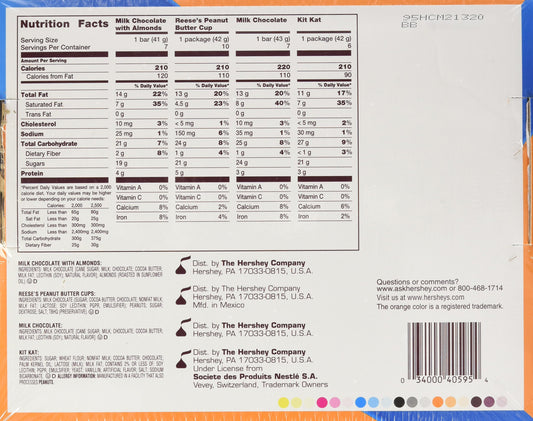 95HCM21320
BB
Nutrition Facts
Serving Size
Servings Per Container
Milk Chocolate with Almonds
1 bar (41 g)
7
Reese's Peanut Butter Cup
1 package (42 g)
10
Milk Chocolate
1 bar (43 g)
7
Kit Kat
1 package (42 g)
6
Amount Per Serving
Calories 210 210 220 210
Calories from Fat 120 110 110 90
% Daily Value* % Daily Value* % Daily Value* % Daily Value*
Total Fat 14 g 22% 13 g 20% 13 g 20% 11 g 17%
Saturated Fat 7 g 35% 4.5 g 23% 8 g 40% 7 g 35%
Trans Fat 0 g 0 g 0 g 0 g
Cholesterol 10 mg 3% < 5 mg 1% 10 mg 3% < 5 mg 2%
Sodium 25 mg 1% 150 mg 6% 35 mg 1% 30 mg 1%
Total Carbohydrate 21 g 7% 24 g 8% 25 g 8% 27 g 9%
Dietary Fiber 2 g 8% 1 g 4% 1 g 4% < 1 g 3%
Sugars 19 g 21 g 24 g 21 g
Protein 4 g 5 g 3 g 3 g
*Percent Daily Values are based on a 2,000
calorie diet. Your daily values may be higher
or lower depending on your calorie needs:
Calories: 2,000 2,500
Total Fat Less than 65g 80g
Sat Fat Less than 20g 25g
Cholesterol Less than 300mg 300mg
Sodium Less than 2,400mg 2,400mg
Total Carbohydrate 300g 375g
Dietary Fiber 25g 30g
Vitamin A 0% Vitamin A 0% Vitamin A 0% Vitamin A 0%
Vitamin C 0% Vitamin C 0% Vitamin C 0% Vitamin C 0%
Calcium 8% Calcium 2% Calcium 8% Calcium 6%
Iron 8% Iron 4% Iron 8% Iron 2%
MILK CHOCOLATE WITH ALMONDS:
INGREDIENTS: MILK CHOCOLATE (CANE SUGAR; MILK; CHOCOLATE; COCOA BUTTER;
MILK FAT; LECITHIN (SOY); NATURAL FLAVOR); ALMONDS (ROASTED IN SUNFLOWER
OIL). D
REESE'S PEANUT BUTTER CUPS:
INGREDIENTS: MILK CHOCOLATE (SUGAR; COCOA BUTTER; CHOCOLATE; NONFAT MILK;
MILK FAT; LACTOSE; SOY LECITHIN; PGPR, EMULSIFIER); PEANUTS; SUGAR;
DEXTROSE; SALT; TBHQ (PRESERVATIVE) D
MILK CHOCOLATE:
INGREDIENTS: MILK CHOCOLATE (CANE SUGAR; MILK; CHOCOLATE; COCOA BUTTER;
MILK FAT; LECITHIN (SOY); NATURAL FLAVOR). D
KIT KAT:
INGREDIENTS: SUGAR; WHEAT FLOUR; NONFAT MILK; COCOA BUTTER; CHOCOLATE;
PALM KERNEL OIL; LACTOSE (MILK); MILK FAT; CONTAINS 2% OR LESS OF: SOY
LECITHIN; PGPR, EMULSIFIER; YEAST; VANILLIN, ARTIFICIAL FLAVOR; SALT; SODIUM
BICARBONATE. D ALLERGY INFORMATION: MANUFACTURED IN A FACILITY THAT ALSO
PROCESSES PEANUTS.
Dist. by The Hershey Company
Hershey, PA 17033-0815, U.S.A.
Dist. by The Hershey Company
Hershey, PA 17033-0815, U.S.A.
Mfd. in Mexico
Dist. by The Hershey Company
Hershey, PA 17033-0815, U.S.A.
Dist. by The Hershey Company
Hershey, PA 17033-0815, U.S.A.
Under License from
Societe des Produits Nestlé S.A.
Vevey, Switzerland, Trademark Owners
Questions or comments?
www.askhershey.com or 800-468-1714
Visit us at www.hersheys.com
The orange color is a registered trademark.
0 34000 40595 4